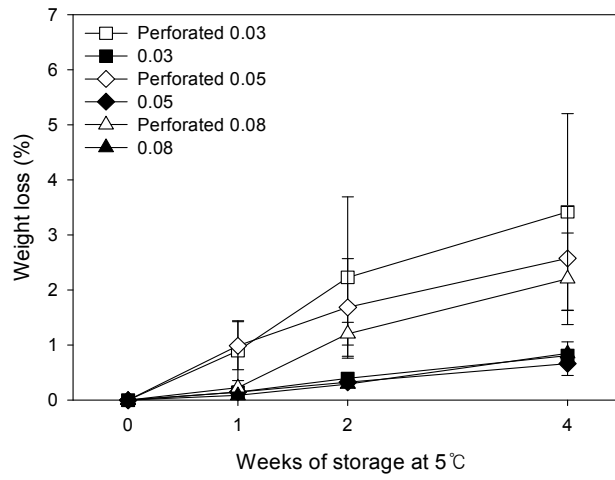 7
6
5
4
3
2
1
0
Weight loss (%)
Perforated 0.03
0.03
Perforated 0.05
0.05
Perforated 0.08
0.08
0 1 2 4
Weeks of storage at 5℃